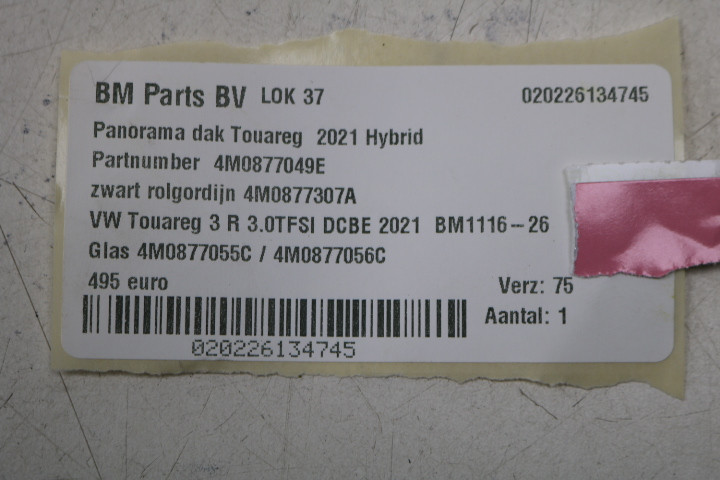 BM Parts BV LOK 37 020226134745
Panorama dak Touareg 2021 Hybrid
Partnumber 4M0877049E
zwart rolgordijn 4M0877307A
VW Touareg 3 R 3.0TFSI DCBE 2021 BM1116-26
Glas 4M0877055C / 4M0877056C
495 euro Verz: 75
Aantal: 1
020226134745